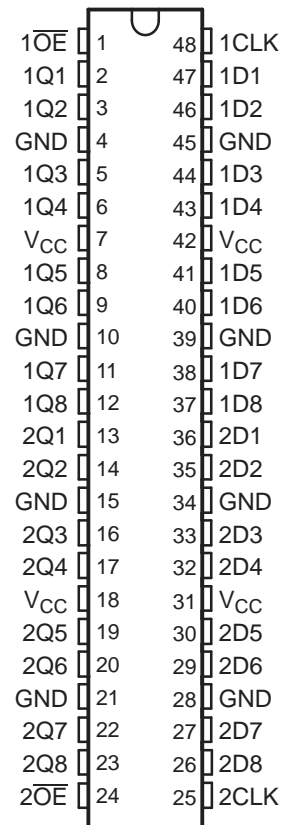 1O̅E̅ 1 48 1CLK
1Q1 2 47 1D1
1Q2 3 46 1D2
GND 4 45 GND
1Q3 5 44 1D3
1Q4 6 43 1D4
VCC 7 42 VCC
1Q5 8 41 1D5
1Q6 9 40 1D6
GND 10 39 GND
1Q7 11 38 1D7
1Q8 12 37 1D8
2Q1 13 36 2D1
2Q2 14 35 2D2
GND 15 34 GND
2Q3 16 33 2D3
2Q4 17 32 2D4
VCC 18 31 VCC
2Q5 19 30 2D5
2Q6 20 29 2D6
GND 21 28 GND
2Q7 22 27 2D7
2Q8 23 26 2D8
2O̅E̅ 24 25 2CLK